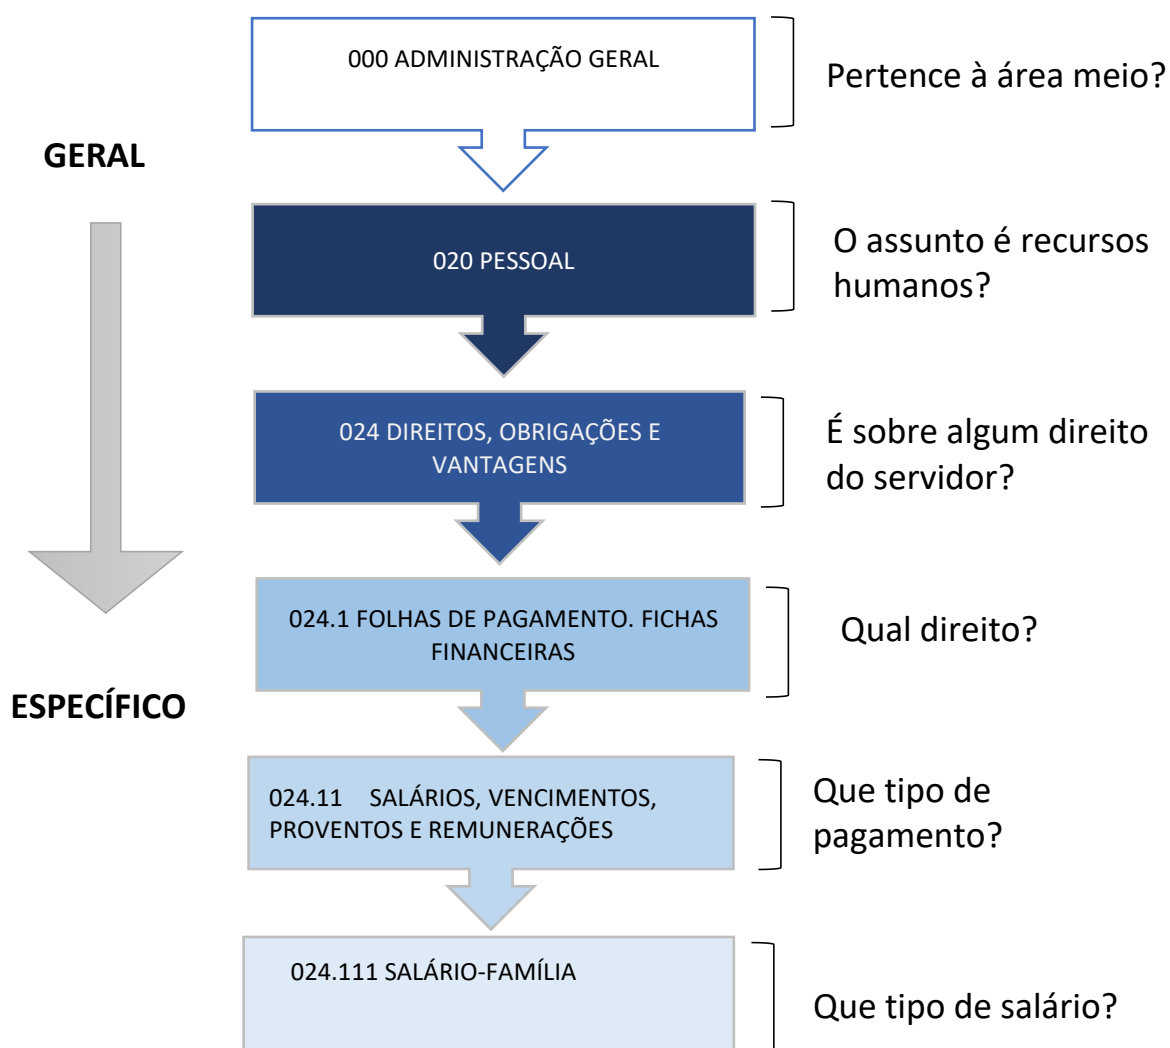 000 ADMINISTRAÇÃO GERAL
Pertence à área meio?
GERAL
020 PESSOAL
O assunto é recursos
humanos?
024 DIREITOS, OBRIGAÇÕES E
VANTAGENS
É sobre algum direito
do servidor?
024.1 FOLHAS DE PAGAMENTO. FICHAS
FINANCEIRAS
Qual direito?
ESPECÍFICO
024.11 SALÁRIOS, VENCIMENTOS,
PROVENTOS E REMUNERAÇÕES
Que tipo de
pagamento?
024.111 SALÁRIO-FAMÍLIA
Que tipo de salário?